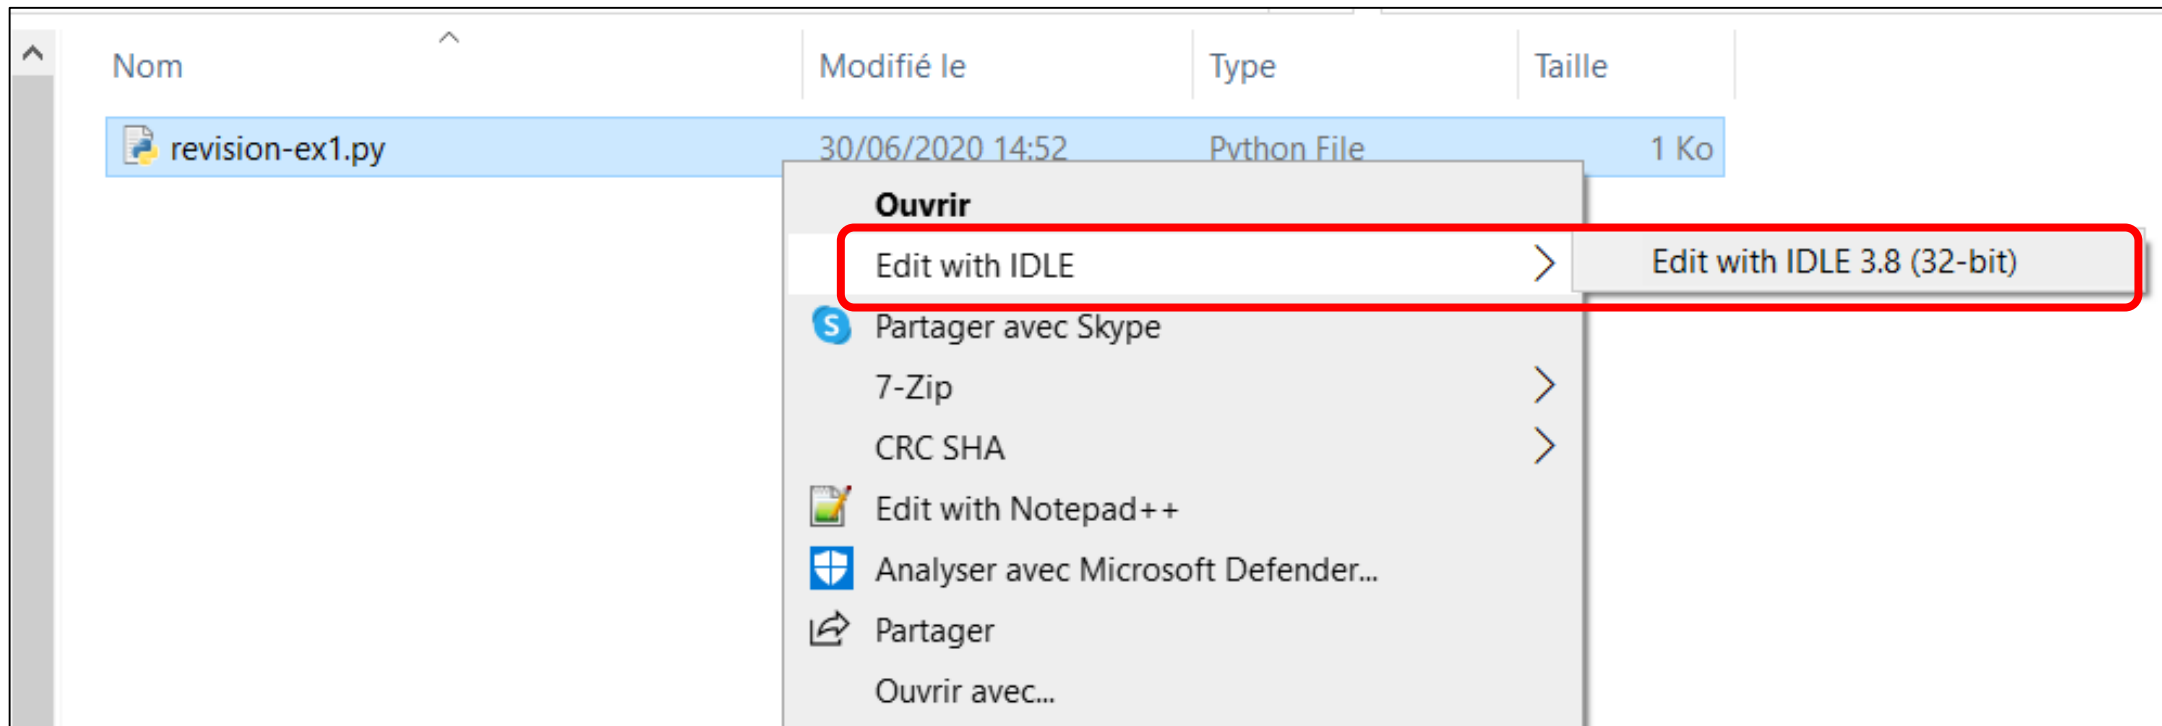 Nom Modifié le Type Taille
revision-ex1.py 30/06/2020 14:52 Python File 1 Ko
Ouvrir
Edit with IDLE Edit with IDLE 3.8 (32-bit)
Partager avec Skype
7-Zip
CRC SHA
Edit with Notepad++
Analyser avec Microsoft Defender...
Partager
Ouvrir avec...